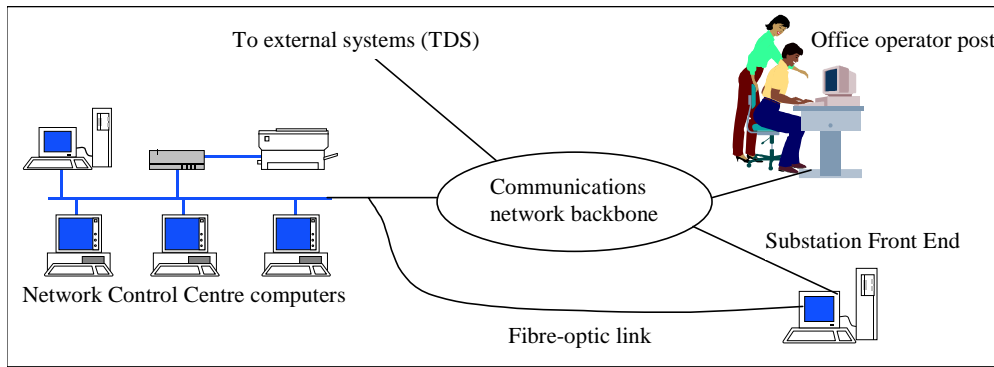 To external systems (TDS)
Office operator post
Communications
network backbone
Substation Front End
Network Control Centre computers
Fibre-optic link